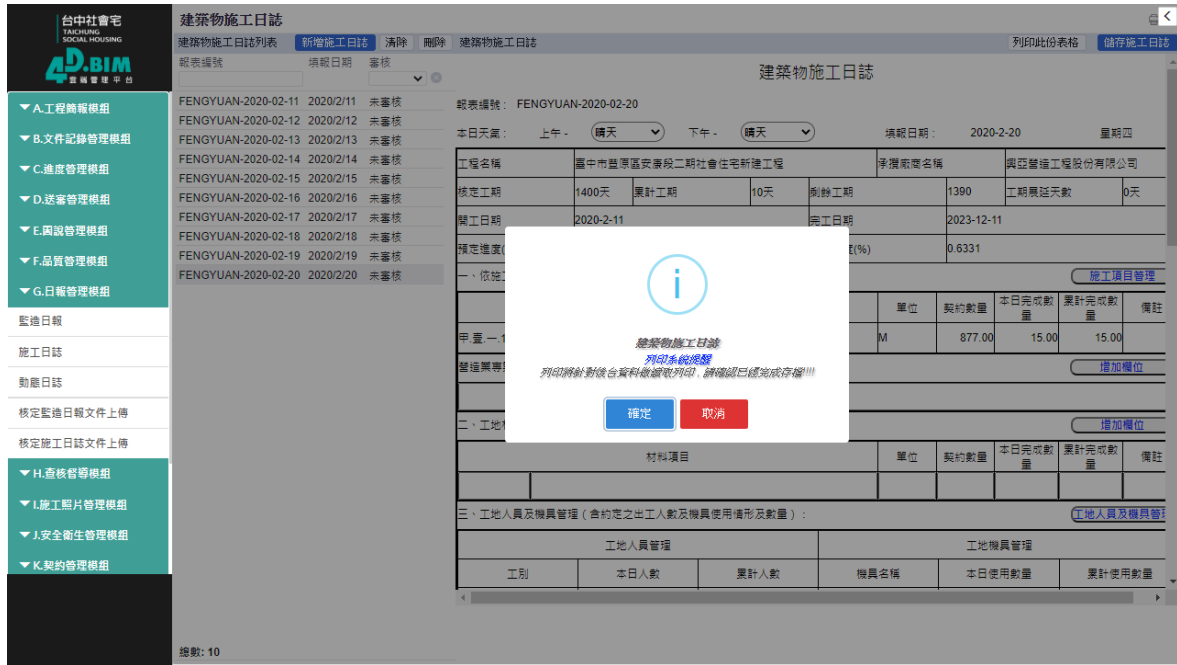 台中社會宅
TAICHUNG
SOCIAL HOUSING
4D.BIM
雲端管理平台
A.工程簡報模組
B.文件記錄管理模組
C.進度管理模組
D.送審管理模組
E.圖說管理模組
F.品質管理模組
G.日報管理模組
監造日報
施工日誌
動態日誌
核定監造日報文件上傳
核定施工日誌文件上傳
H.查核督導模組
I.施工照片管理模組
J.安全衛生管理模組
K.契約管理模組
建築物施工日誌
建築物施工日誌列表 新增施工日誌 清除 刪除
報表編號 填報日期 審核
FENGYUAN-2020-02-11 2020/2/11 未審核
FENGYUAN-2020-02-12 2020/2/12 未審核
FENGYUAN-2020-02-13 2020/2/13 未審核
FENGYUAN-2020-02-14 2020/2/14 未審核
FENGYUAN-2020-02-15 2020/2/15 未審核
FENGYUAN-2020-02-16 2020/2/16 未審核
FENGYUAN-2020-02-17 2020/2/17 未審核
FENGYUAN-2020-02-18 2020/2/18 未審核
FENGYUAN-2020-02-19 2020/2/19 未審核
FENGYUAN-2020-02-20 2020/2/20 未審核
總數: 10
建築物施工日誌 列印此份表格 儲存施工日誌
建築物施工日誌
報表編號: FENGYUAN-2020-02-20
本日天氣: 上午- 晴天 下午- 晴天 填報日期: 2020-2-20 星期四
工程名稱 臺中市豐原區安康段二期社會住宅新建工程 承攬廠商名稱 興亞營造工程股份有限公司
核定工期 1400天 累計工期 10天 剩餘工期 1390 工期展延天數 0天
開工日期 2020-2-11 完工日期 2023-12-11
預定進度( 度(%) 0.6331
一、依施工 施工項目管理
單位 契約數量 本日完成數量 累計完成數量 備註
甲.壹.一.1 M 877.00 15.00 15.00
營造業專 增加欄位
二、工地材 增加欄位
材料項目 單位 契約數量 本日完成數量 累計完成數量 備註
三、工地人員及機具管理(含約定之出工人數及機具使用情形及數量): 工地人員及機具管理
工地人員管理 工地機具管理
工別 本日人數 累計人數 機具名稱 本日使用數量 累計使用數量
i
建築物施工日誌
列印系統提醒
列印將針對後台資料做讀取列印,請確認已經完成存檔!!!!
確定 取消